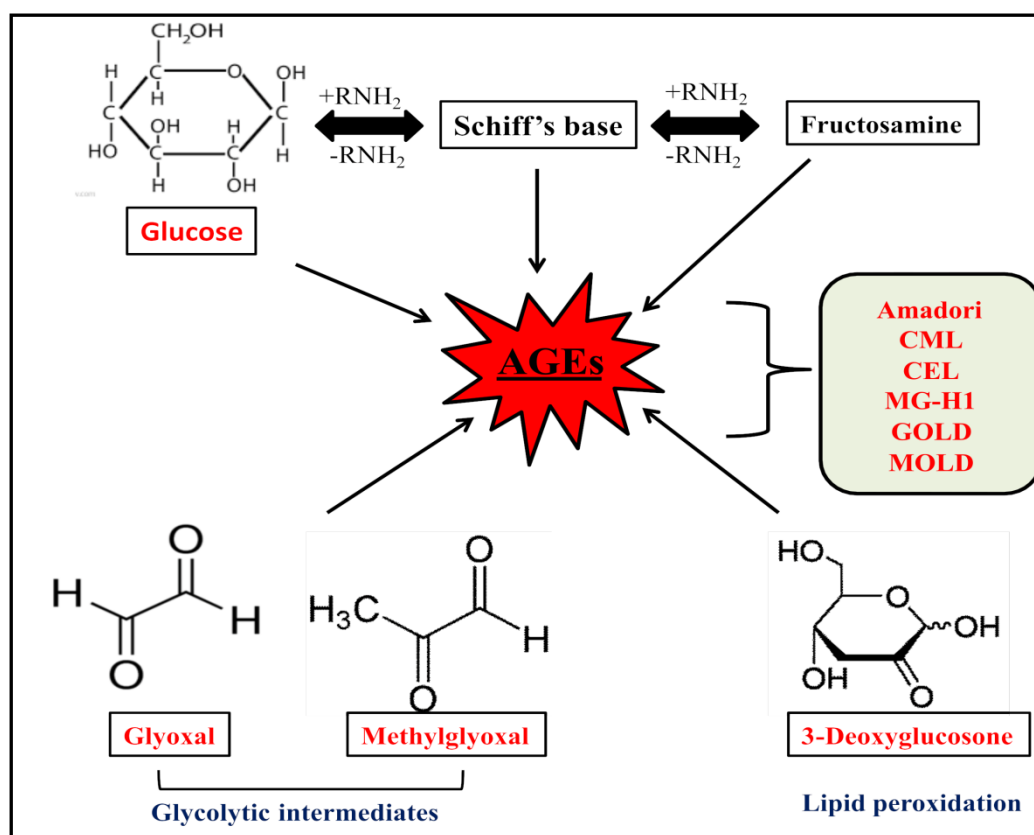 CH₂OH
H
C
O
OH
H
C
C
OH
H
HO
C
C
H
H
OH
+RNH₂
-RNH₂
Schiff's base
+RNH₂
-RNH₂
Fructosamine
Glucose
AGEs
Amadori
CML
CEL
MG-H1
GOLD
MOLD
O
H
H
O
O
H₃C
H
O
HO
O
OH
OH
O
Glyoxal
Methylglyoxal
3-Deoxyglucosone
Glycolytic intermediates
Lipid peroxidation